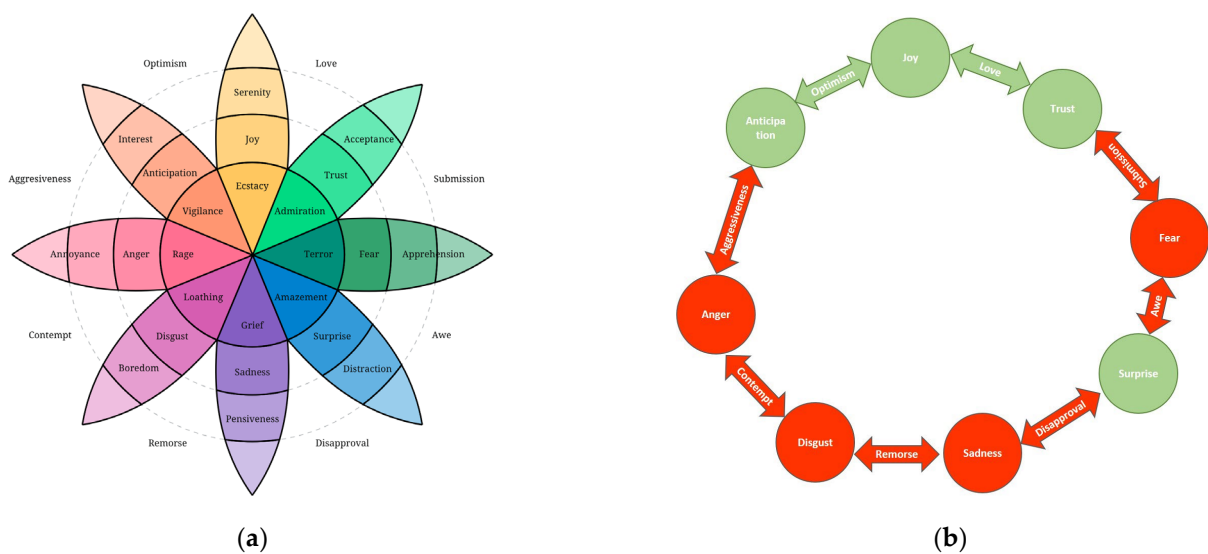 Optimism
Love
Serenity
Interest
Joy
Acceptance
Anticipation
Trust
Aggresiveness
Ecstacy
Submission
Vigilance
Admiration
Annoyance
Anger
Rage
Terror
Fear
Apprehension
Loathing
Amazement
Grief
Contempt
Disgust
Surprise
Awe
Boredom
Sadness
Distraction
Pensiveness
Remorse
Disapproval
(a)
Joy
Optimism
Love
Anticipa
tion
Trust
Submission
Aggressiveness
Fear
Awe
Anger
Surprise
Contempt
Disapproval
Disgust
Remorse
Sadness
(b)